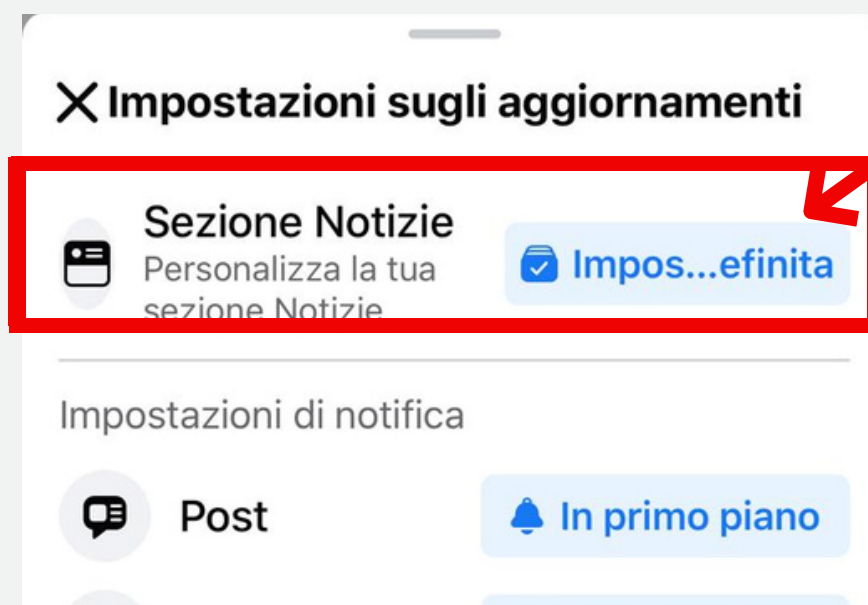 Impostazioni sugli aggiornamenti
Sezione Notizie
Personalizza la tua
sezione Notizie
Impos...efinita
Impostazioni di notifica
Post
In primo piano